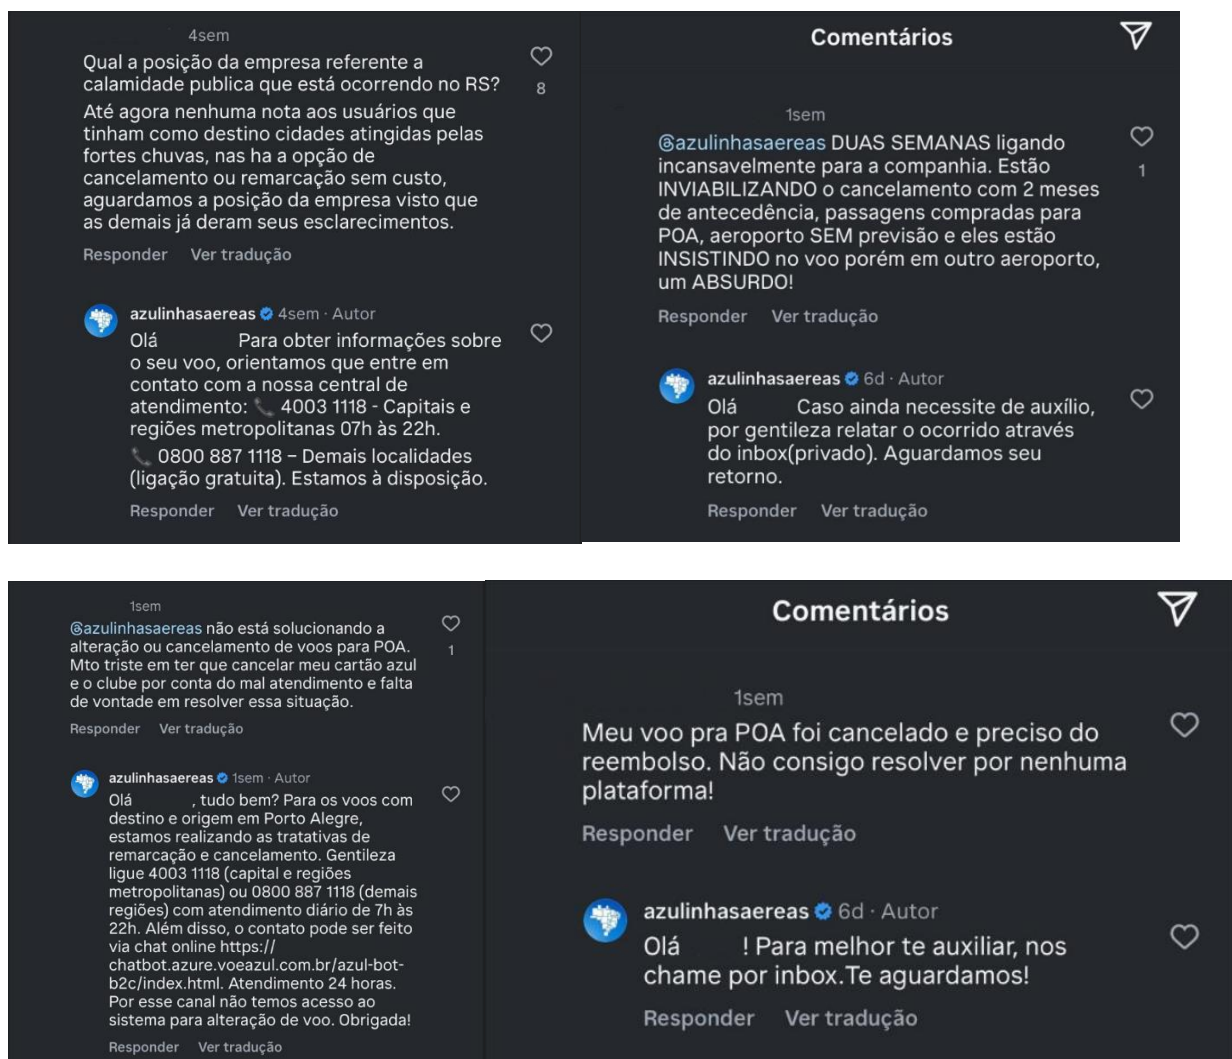 4sem
Qual a posição da empresa referente a
calamidade publica que está ocorrendo no RS?
8
Até agora nenhuma nota aos usuários que
tinham como destino cidades atingidas pelas
fortes chuvas, nas ha a opção de
cancelamento ou remarcação sem custo,
aguardamos a posição da empresa visto que
as demais já deram seus esclarecimentos.
Responder Ver tradução
azulinhasaereas 4sem · Autor
Olá Para obter informações sobre
o seu voo, orientamos que entre em
contato com a nossa central de
atendimento: 📞 4003 1118 - Capitais e
regiões metropolitanas 07h às 22h.
📞 0800 887 1118 – Demais localidades
(ligação gratuita). Estamos à disposição.
Responder Ver tradução
Comentários
1sem
@azulinhasaereas DUAS SEMANAS ligando
incansavelmente para a companhia. Estão
1
INVIABILIZANDO o cancelamento com 2 meses
de antecedência, passagens compradas para
POA, aeroporto SEM previsão e eles estão
INSISTINDO no voo porém em outro aeroporto,
um ABSURDO!
Responder Ver tradução
azulinhasaereas 6d · Autor
Olá Caso ainda necessite de auxílio,
por gentileza relatar o ocorrido através
do inbox(privado). Aguardamos seu
retorno.
Responder Ver tradução
1sem
@azulinhasaereas não está solucionando a
alteração ou cancelamento de voos para POA.
1
Mto triste em ter que cancelar meu cartão azul
e o clube por conta do mal atendimento e falta
de vontade em resolver essa situação.
Responder Ver tradução
azulinhasaereas 1sem · Autor
Olá , tudo bem? Para os voos com
destino e origem em Porto Alegre,
estamos realizando as tratativas de
remarcação e cancelamento. Gentileza
ligue 4003 1118 (capital e regiões
metropolitanas) ou 0800 887 1118 (demais
regiões) com atendimento diário de 7h às
22h. Além disso, o contato pode ser feito
via chat online https://
chatbot.azure.voeazul.com.br/azul-bot-
b2c/index.html. Atendimento 24 horas.
Por esse canal não temos acesso ao
sistema para alteração de voo. Obrigada!
Responder Ver tradução
Comentários
1sem
Meu voo pra POA foi cancelado e preciso do
reembolso. Não consigo resolver por nenhuma
plataforma!
Responder Ver tradução
azulinhasaereas 6d · Autor
Olá ! Para melhor te auxiliar, nos
chame por inbox.Te aguardamos!
Responder Ver tradução